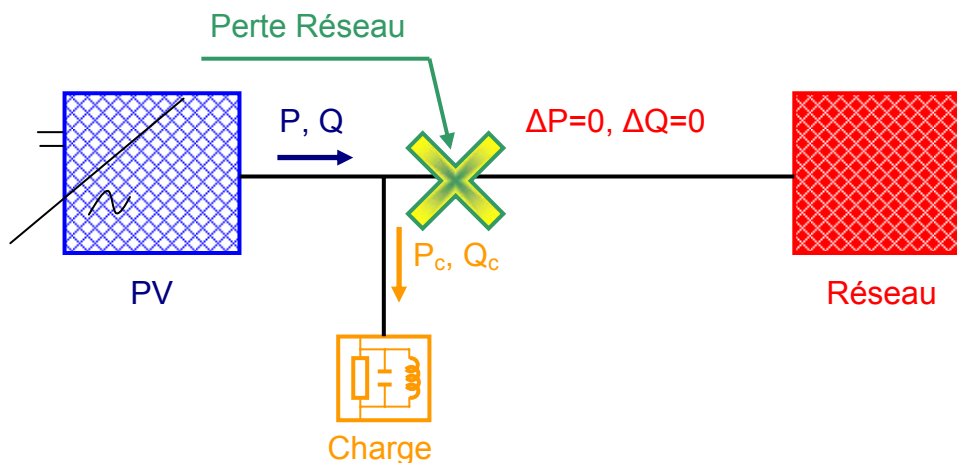 Perte Réseau
P, Q
ΔP=0, ΔQ=0
Pc, Qc
PV
Réseau
Charge